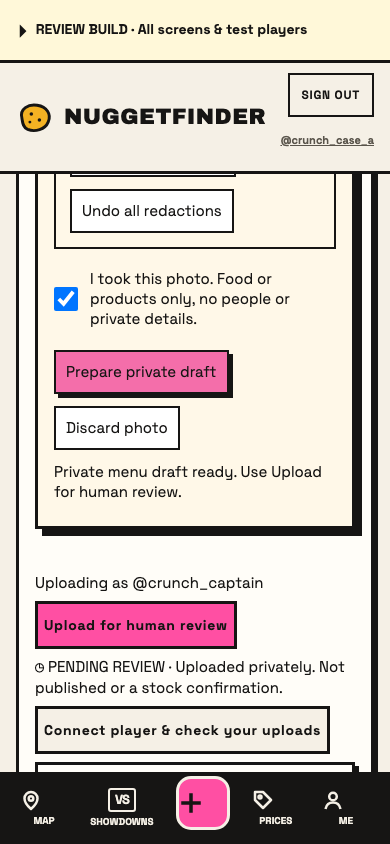 REVIEW BUILD · All screens & test players
NUGGETFINDER
SIGN OUT
@crunch_case_a
Undo all redactions
I took this photo. Food or
products only, no people or
private details.
Prepare private draft
Discard photo
Private menu draft ready. Use Upload
for human review.
Uploading as @crunch_captain
Upload for human review
◷ PENDING REVIEW · Uploaded privately. Not
published or a stock confirmation.
Connect player & check your uploads
VS
+
MAP
SHOWDOWNS
PRICES
ME